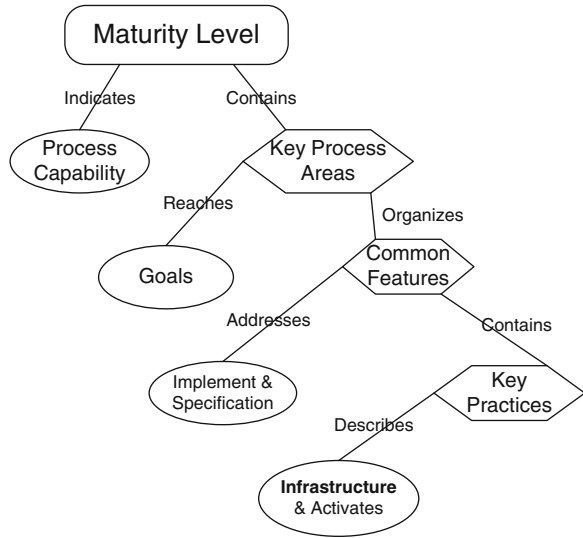 Maturity Level
Indicates
Contains
Process
Capability
Key Process
Areas
Reaches
Organizes
Goals
Common
Features
Addresses
Contains
Implement &
Specification
Key
Practices
Describes
Infrastructure
& Activates